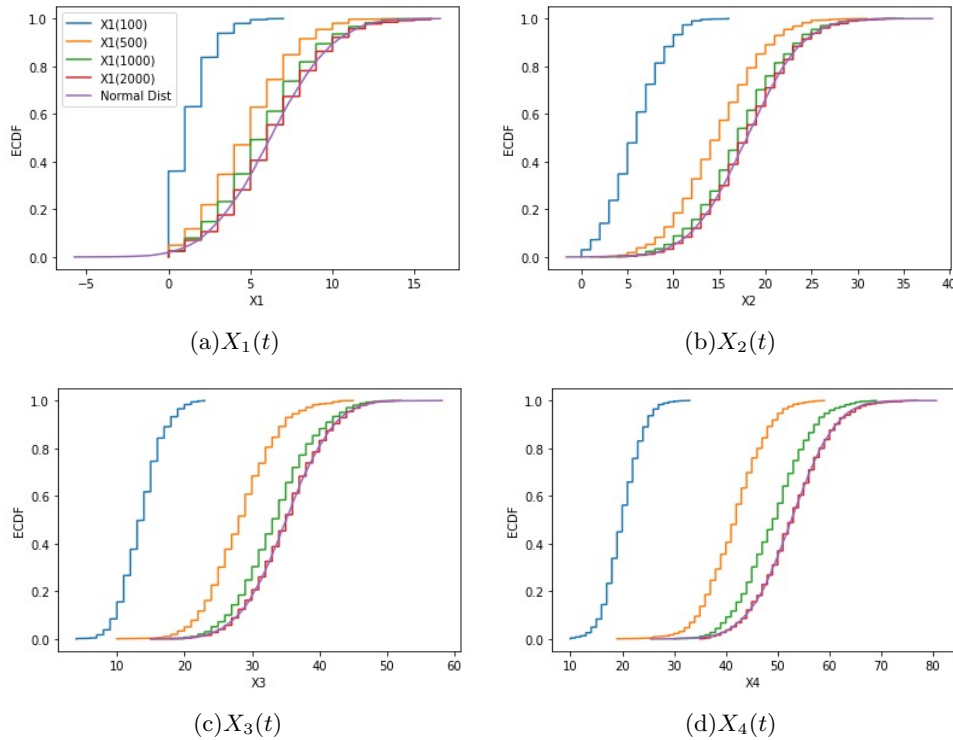 1.0
0.8
0.6
0.4
0.2
0.0
ECDF
X1(100)
X1(500)
X1(1000)
X1(2000)
Normal Dist
−5 0 5 10 15
X1
(a)X₁(t)
1.0
0.8
0.6
0.4
0.2
0.0
ECDF
0 5 10 15 20 25 30 35 40
X2
(b)X₂(t)
1.0
0.8
0.6
0.4
0.2
0.0
ECDF
10 20 30 40 50 60
X3
(c)X₃(t)
1.0
0.8
0.6
0.4
0.2
0.0
ECDF
10 20 30 40 50 60 70 80
X4
(d)X₄(t)